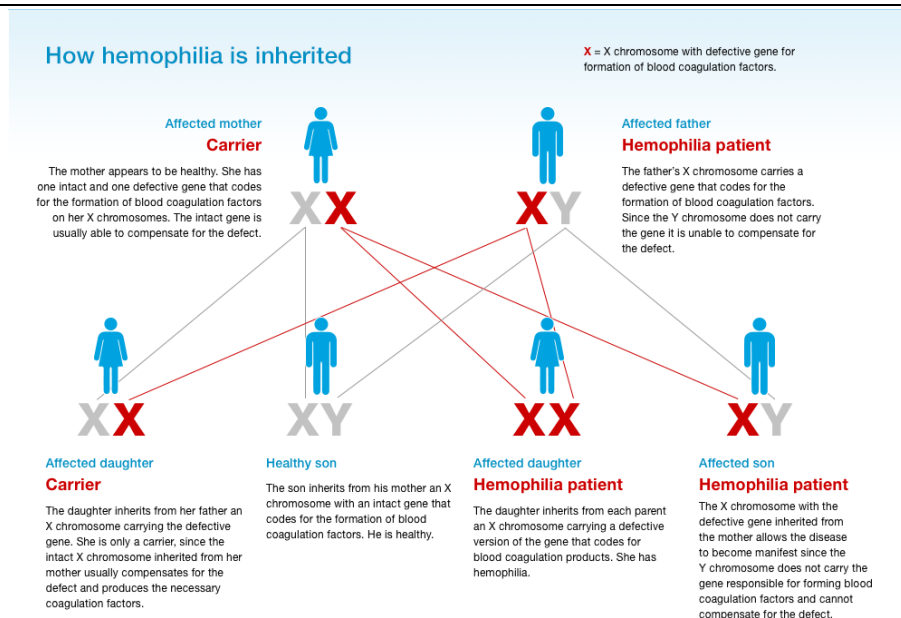 How hemophilia is inherited
X = X chromosome with defective gene for
formation of blood coagulation factors.
Affected mother
Carrier
The mother appears to be healthy. She has
one intact and one defective gene that codes
for the formation of blood coagulation factors
on her X chromosomes. The intact gene is
usually able to compensate for the defect.
XX
XY
Affected father
Hemophilia patient
The father's X chromosome carries a
defective gene that codes for the
formation of blood coagulation factors.
Since the Y chromosome does not carry
the gene it is unable to compensate for
the defect.
XX
XY
XX
XY
Affected daughter
Carrier
The daughter inherits from her father an
X chromosome carrying the defective
gene. She is only a carrier, since the
intact X chromosome inherited from her
mother usually compensates for the
defect and produces the necessary
coagulation factors.
Healthy son
The son inherits from his mother an X
chromosome with an intact gene that
codes for the formation of blood
coagulation factors. He is healthy.
Affected daughter
Hemophilia patient
The daughter inherits from each parent
an X chromosome carrying a defective
version of the gene that codes for
blood coagulation products. She has
hemophilia.
Affected son
Hemophilia patient
The X chromosome with the
defective gene inherited from
the mother allows the disease
to become manifest since the
Y chromosome does not carry the
gene responsible for forming blood
coagulation factors and cannot
compensate for the defect.